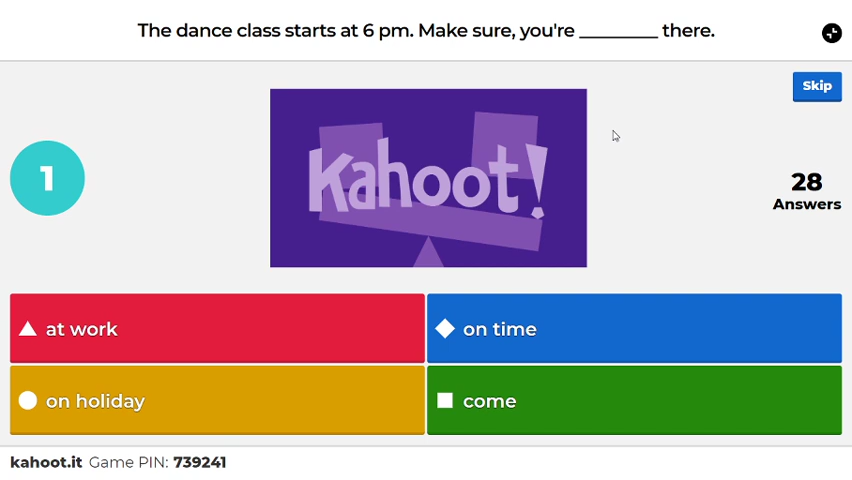 The dance class starts at 6 pm. Make sure, you're ________ there.
Skip
Kahoot!
1
28
Answers
at work
on time
on holiday
come
kahoot.it Game PIN: 739241